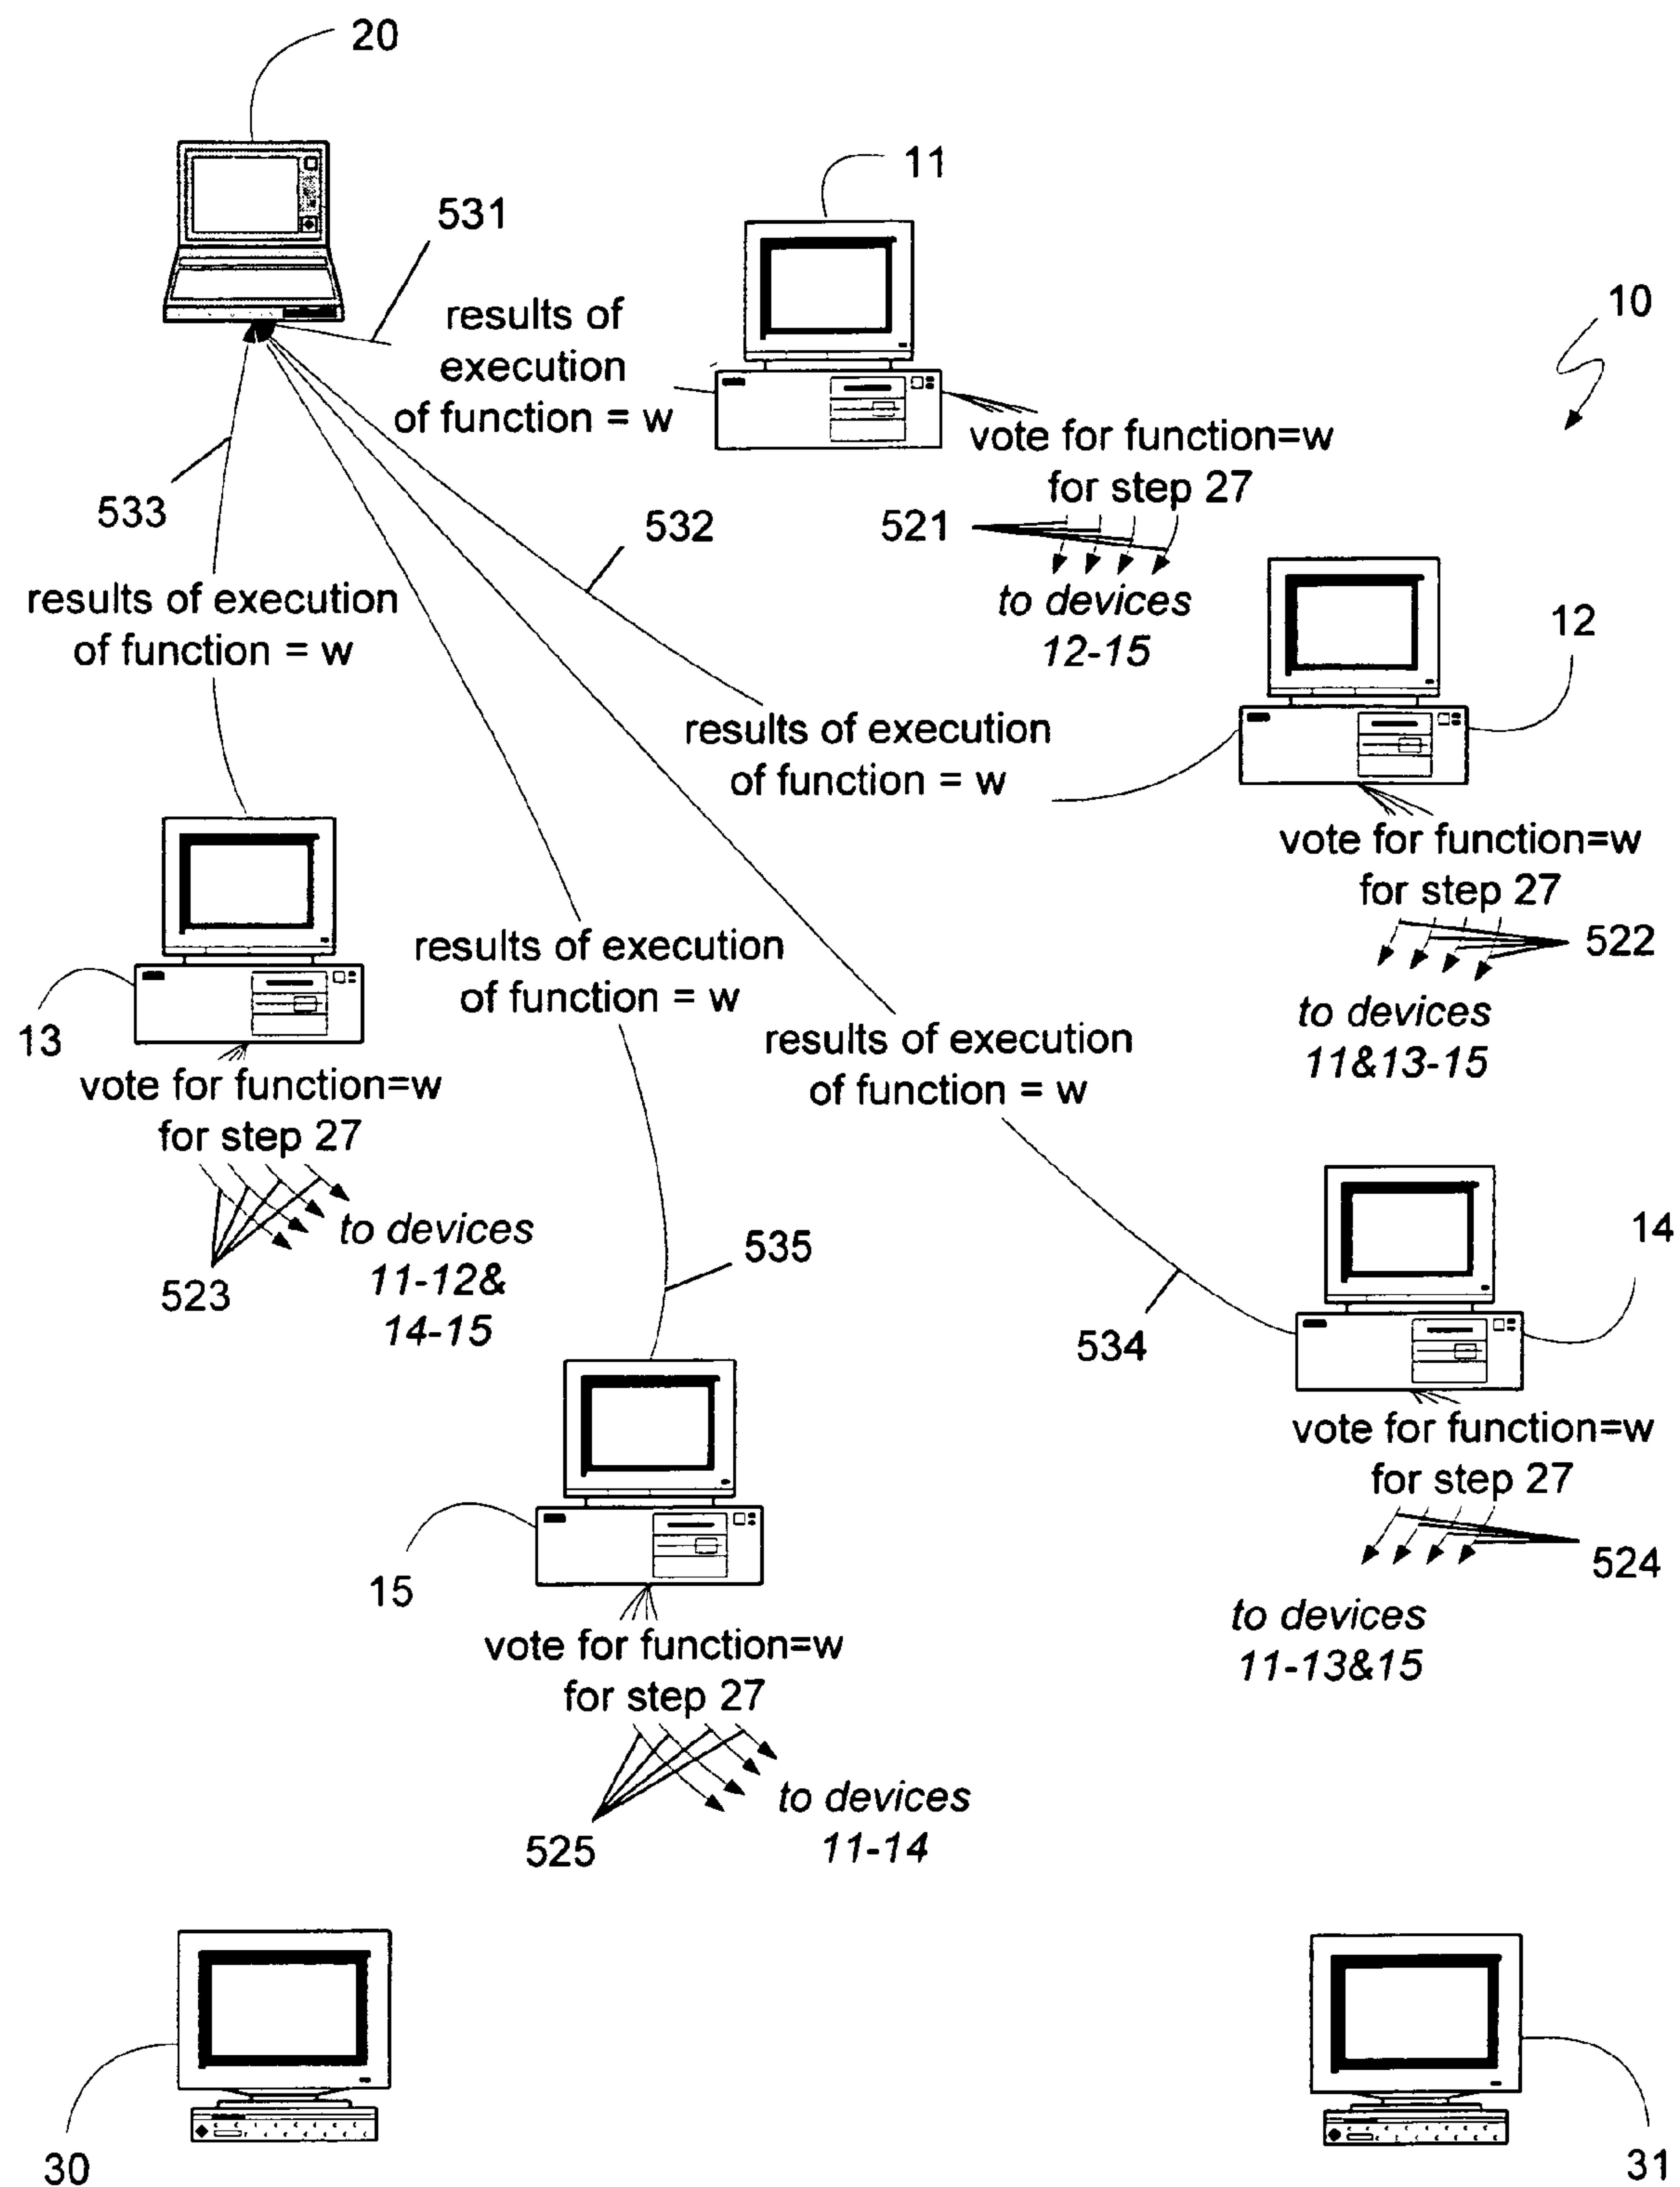 20
11
531
10
results of
execution
of function = w
vote for function=w
for step 27
533
532
521
to devices
12-15
12
results of execution
of function = w
results of execution
of function = w
vote for function=w
for step 27
522
to devices
11&13-15
results of execution
of function = w
13
results of execution
of function = w
vote for function=w
for step 27
to devices
11-12&
14-15
523
535
14
534
vote for function=w
for step 27
524
15
to devices
11-13&15
vote for function=w
for step 27
to devices
11-14
525
30
31